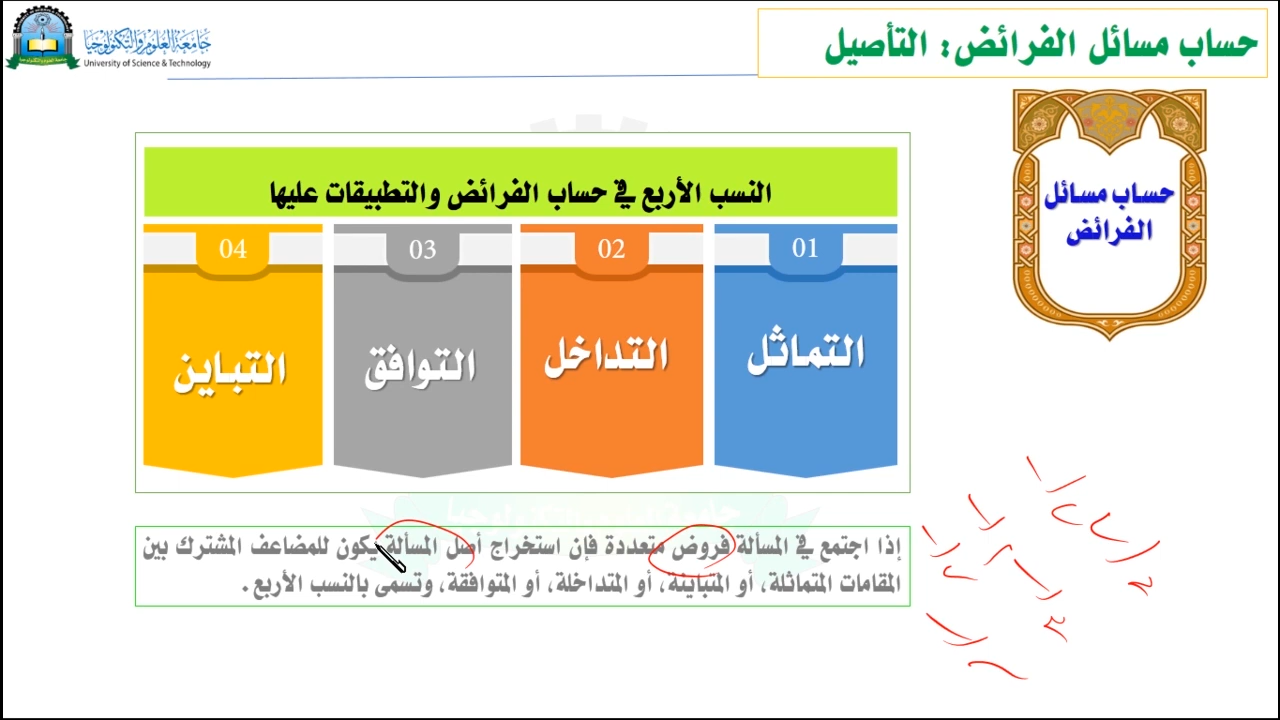 حساب مسائل الفرائض: التأصيل
جامعة العلوم والتكنولوجيا
University of Science & Technology
حساب مسائل
الفرائض
النسب الأربع في حساب الفرائض والتطبيقات عليها
01
التماثل
02
التداخل
03
التوافق
04
التباين
إذا اجتمع في المسألة فروض متعددة فإن استخراج أصل المسألة يكون للمضاعف المشترك بين
المقامات المتماثلة، أو المتباينة، أو المتداخلة، أو المتوافقة، وتسمى بالنسب الأربع.